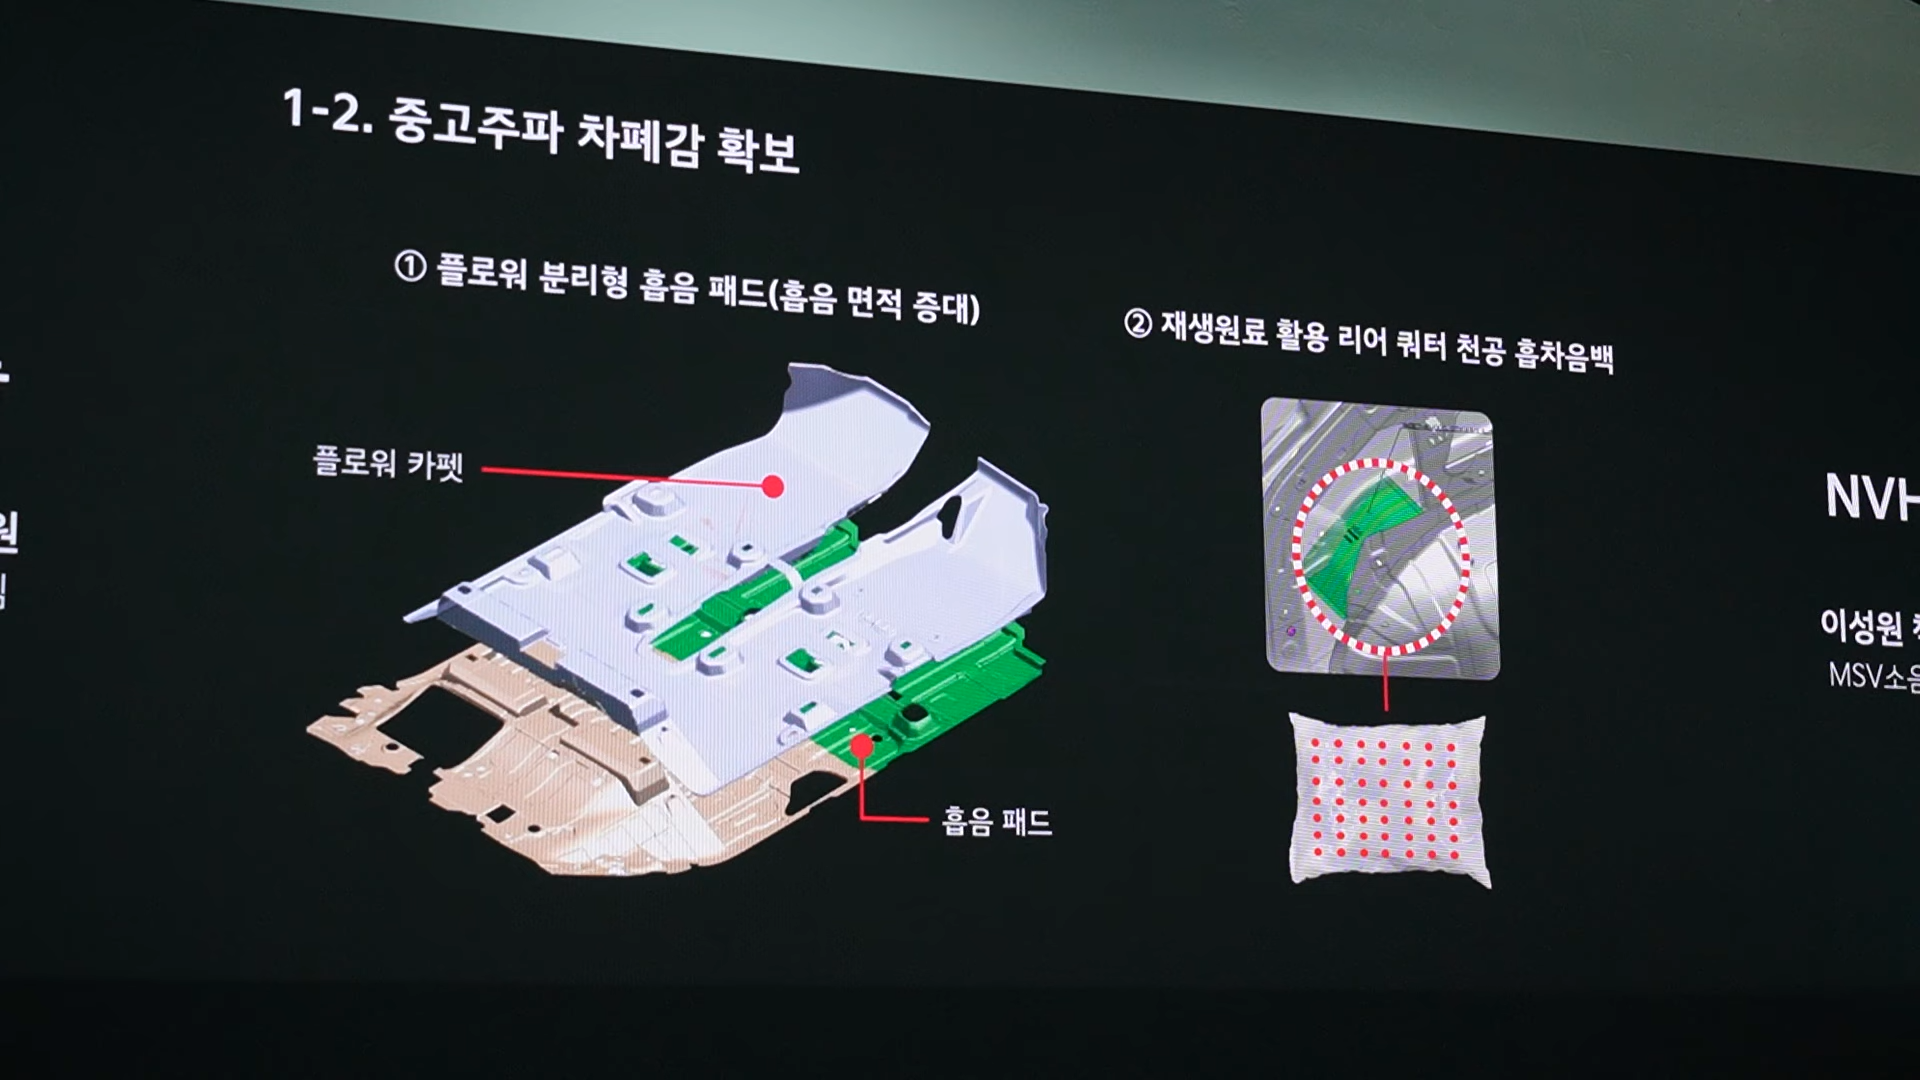 1-2. 중고주파 차폐감 확보
① 플로워 분리형 흡음 패드(흡음 면적 증대)
② 재생원료 활용 리어 쿼터 천공 흡차음백
플로워 카펫
흡음 패드
원
NVH
이성원
MSV소음